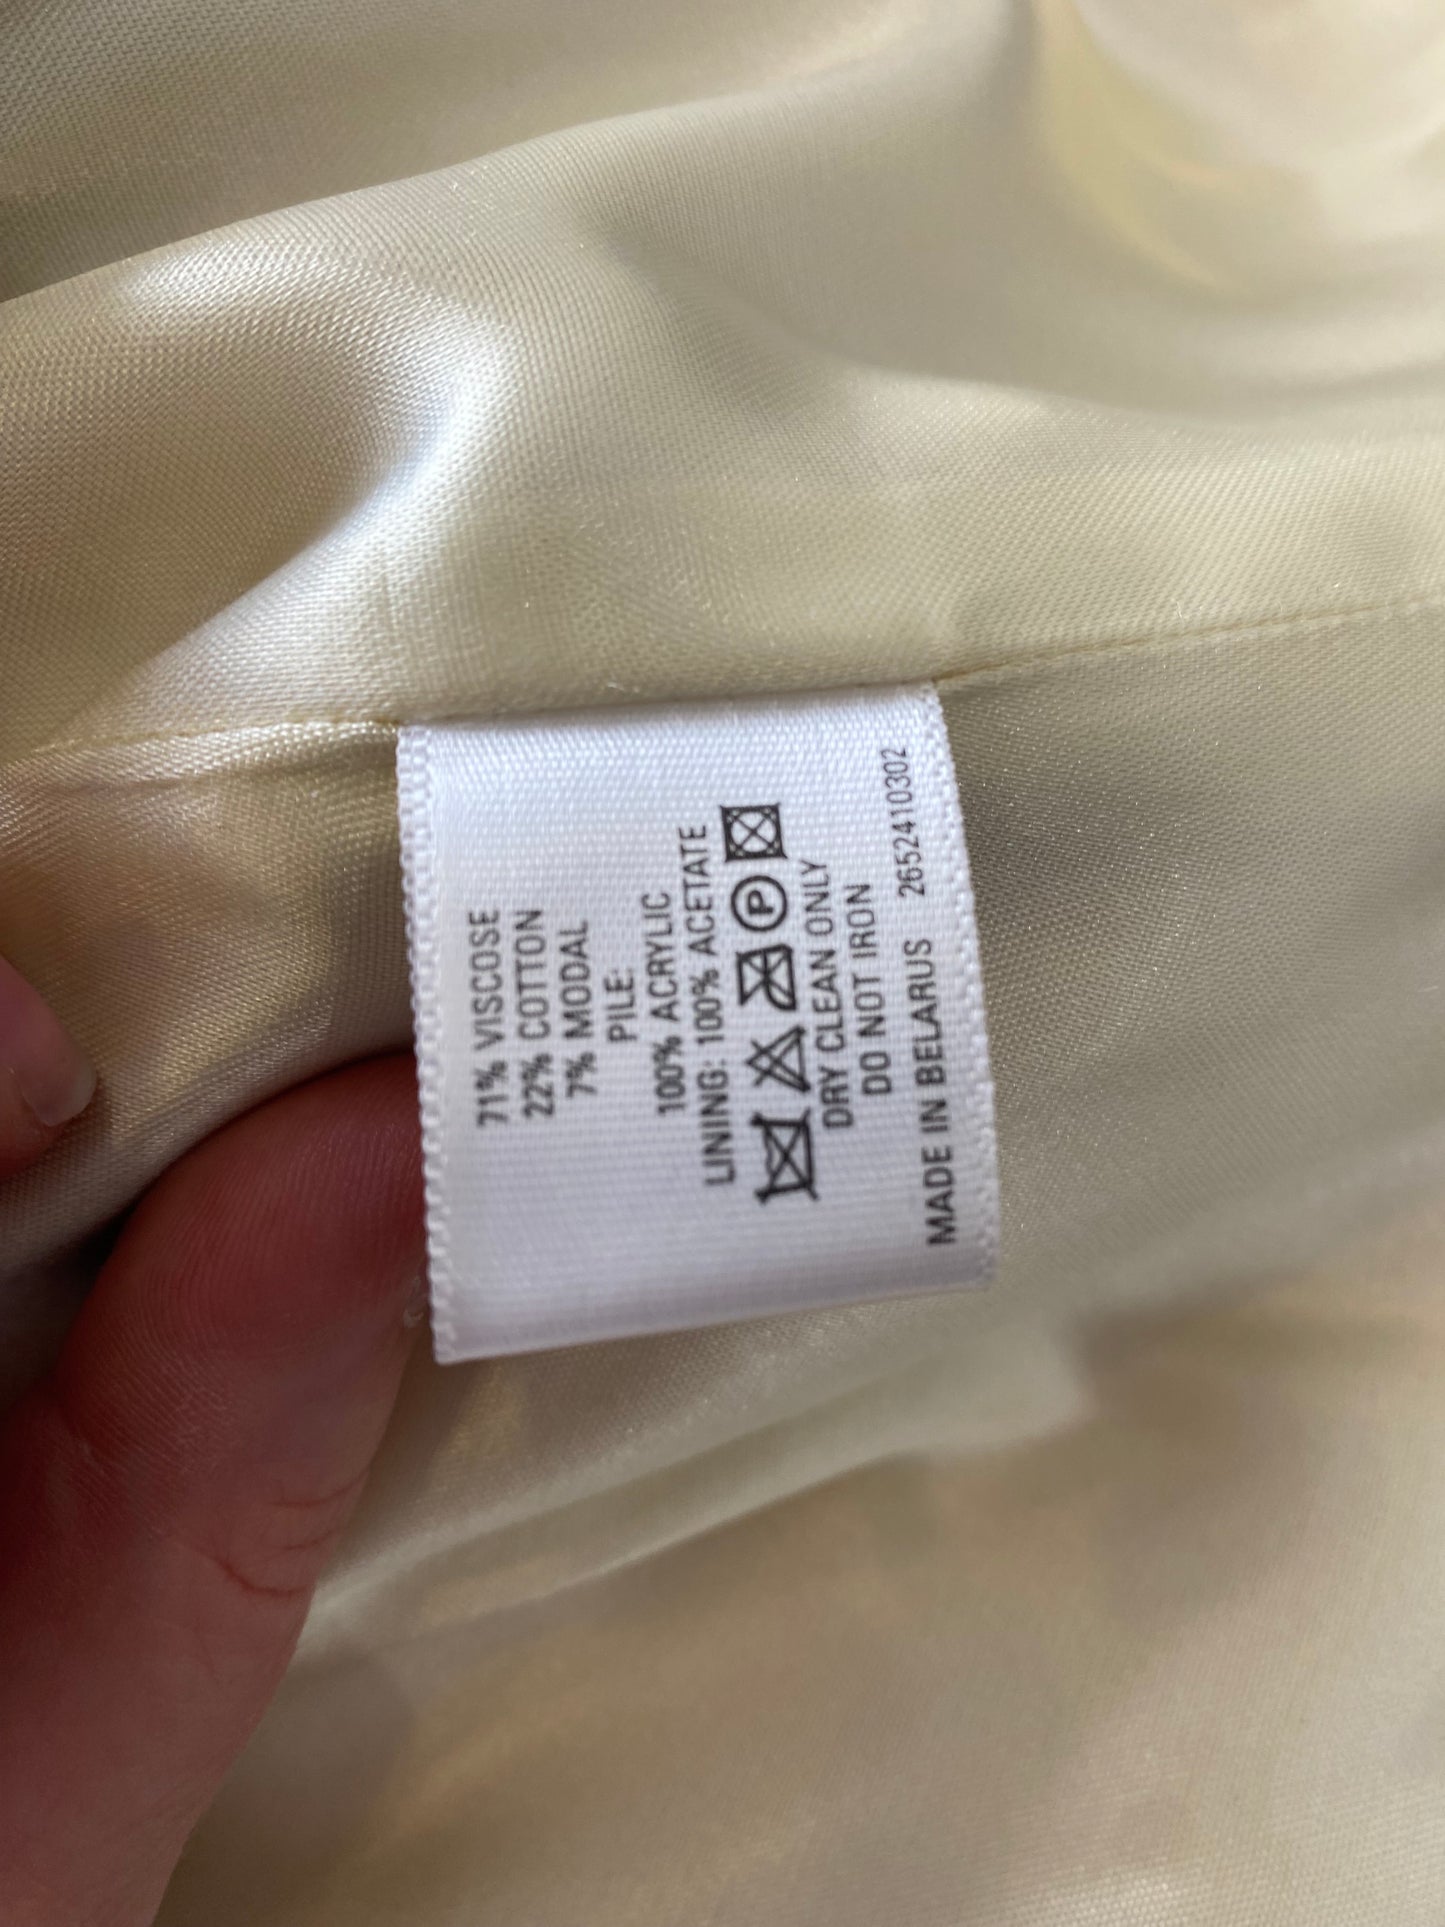 71% VISCOSE
22% COTTON
7% MODAL
PILE:
100% ACRYLIC
LINING: 100% ACETATE
P
DRY CLEAN ONLY
DO NOT IRON
MADE IN BELARUS 2652410302